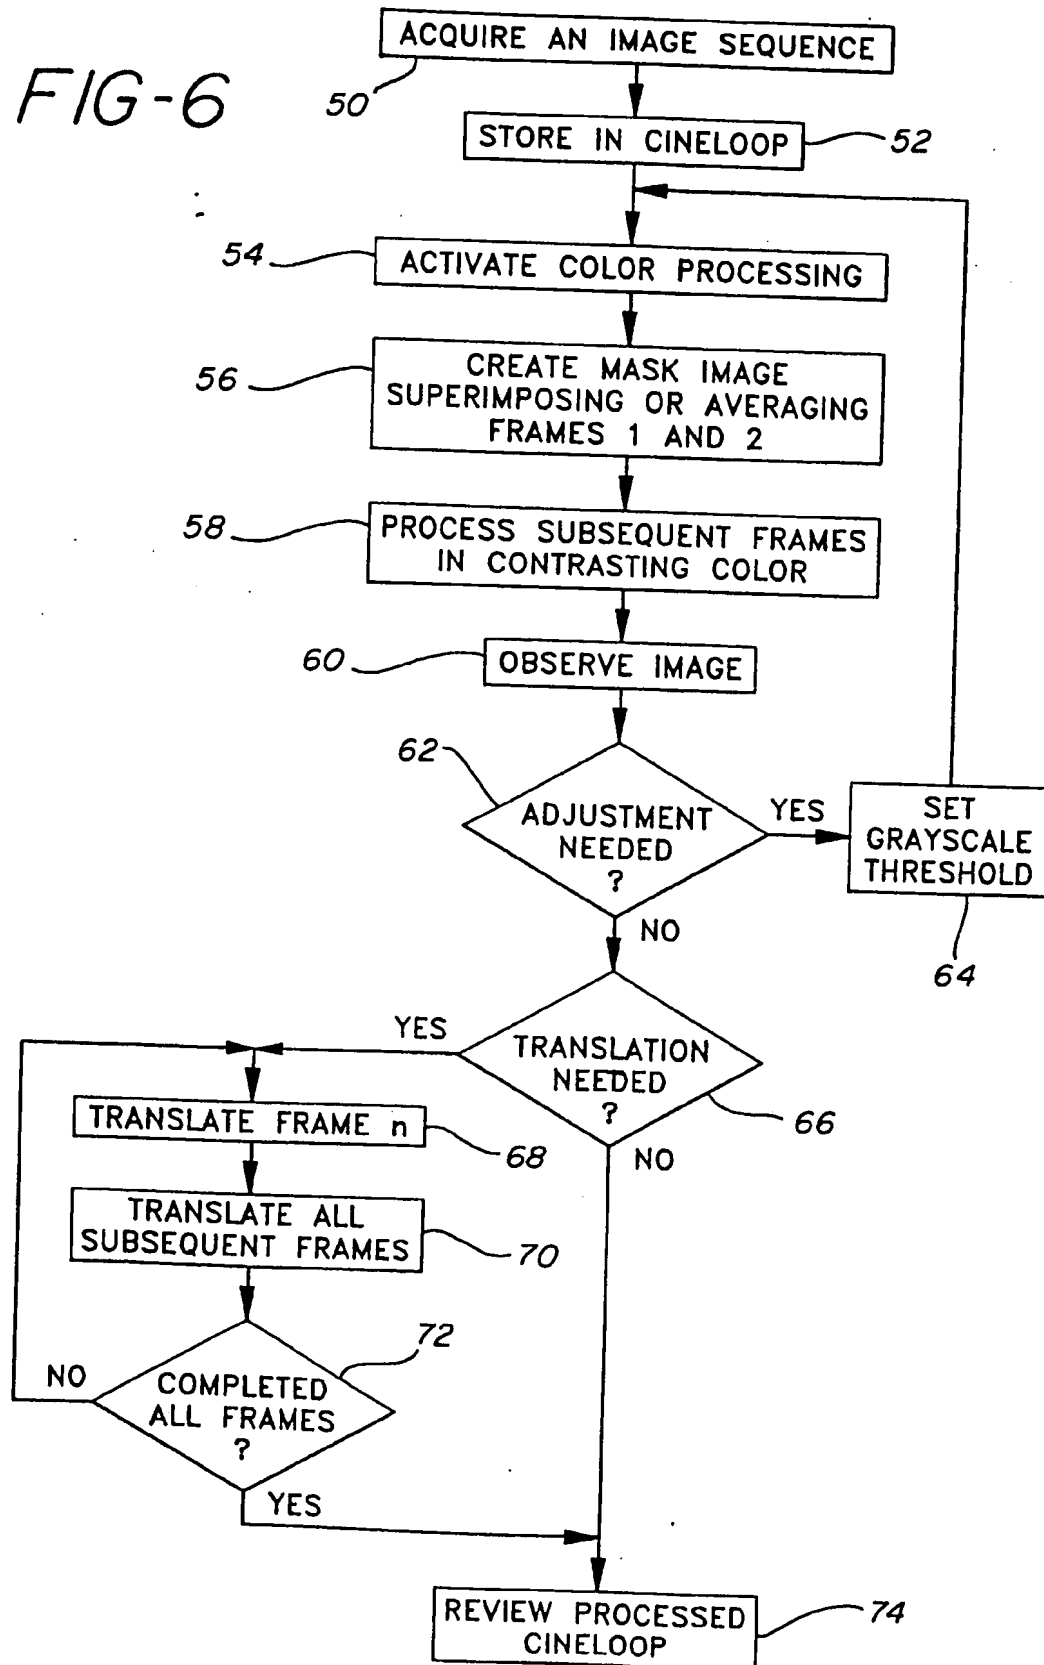 FIG-6
ACQUIRE AN IMAGE SEQUENCE
50
STORE IN CINELOOP
52
54
ACTIVATE COLOR PROCESSING
56
CREATE MASK IMAGE
SUPERIMPOSING OR AVERAGING
FRAMES 1 AND 2
58
PROCESS SUBSEQUENT FRAMES
IN CONTRASTING COLOR
60
OBSERVE IMAGE
62
ADJUSTMENT
NEEDED
?
YES
SET
GRAYSCALE
THRESHOLD
64
NO
YES
TRANSLATION
NEEDED
?
66
NO
TRANSLATE FRAME n
68
TRANSLATE ALL
SUBSEQUENT FRAMES
70
72
NO
COMPLETED
ALL FRAMES
?
YES
REVIEW PROCESSED
CINELOOP
74